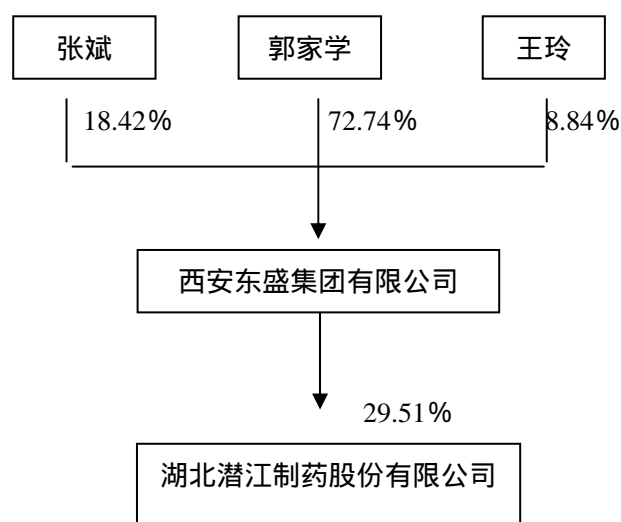 张斌 郭家学 王玲
18.42% 72.74% 8.84%
西安东盛集团有限公司
29.51%
湖北潜江制药股份有限公司